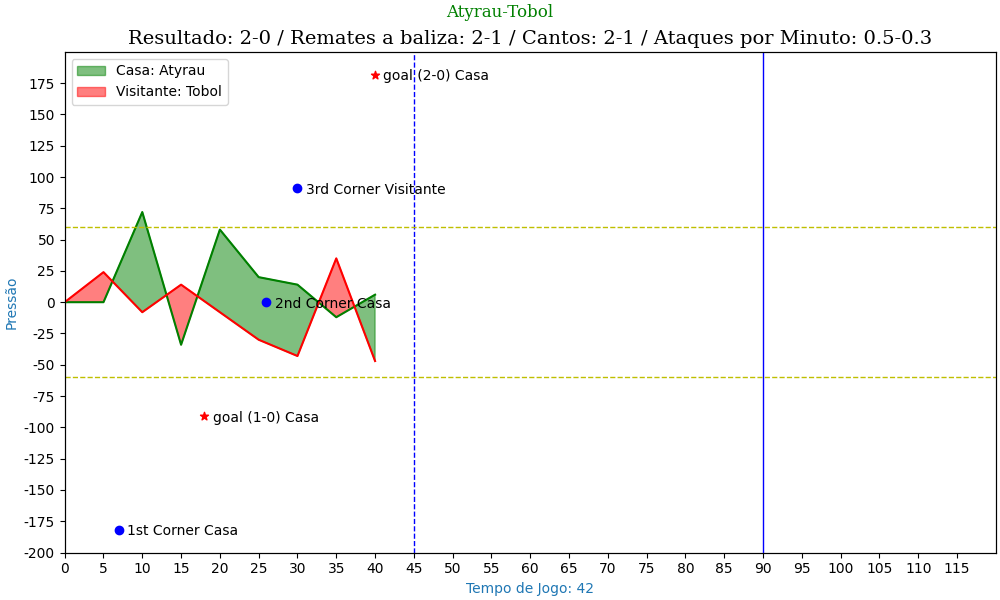 Atyrau-Tobol
Resultado: 2-0 / Remates a baliza: 2-1 / Cantos: 2-1 / Ataques por Minuto: 0.5-0.3
Casa: Atyrau
Visitante: Tobol
goal (2-0) Casa
3rd Corner Visitante
2nd Corner Casa
goal (1-0) Casa
1st Corner Casa
Pressão
175
150
125
100
75
50
25
0
-25
-50
-75
-100
-125
-150
-175
-200
0 5 10 15 20 25 30 35 40 45 50 55 60 65 70 75 80 85 90 95 100 105 110 115
Tempo de Jogo: 42